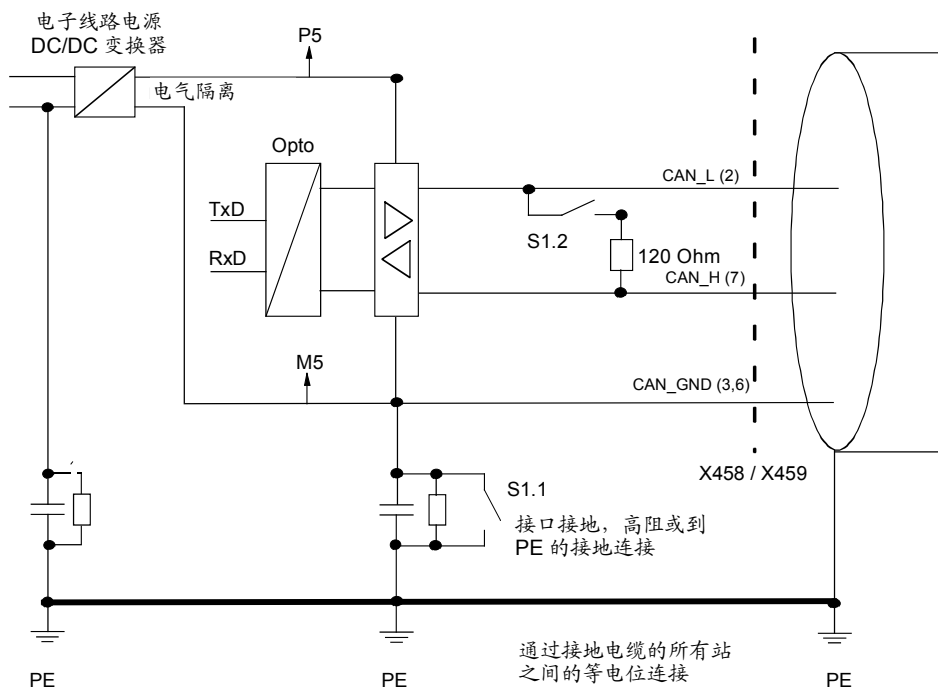 电子线路电源
DC/DC 变换器
P5
电气隔离
Opto
TxD
RxD
CAN_L (2)
S1.2
120 Ohm
CAN_H (7)
M5
CAN_GND (3,6)
X458 / X459
S1.1
接口接地，高阻或到
PE 的接地连接
通过接地电缆的所有站
之间的等电位连接
PE
PE
PE